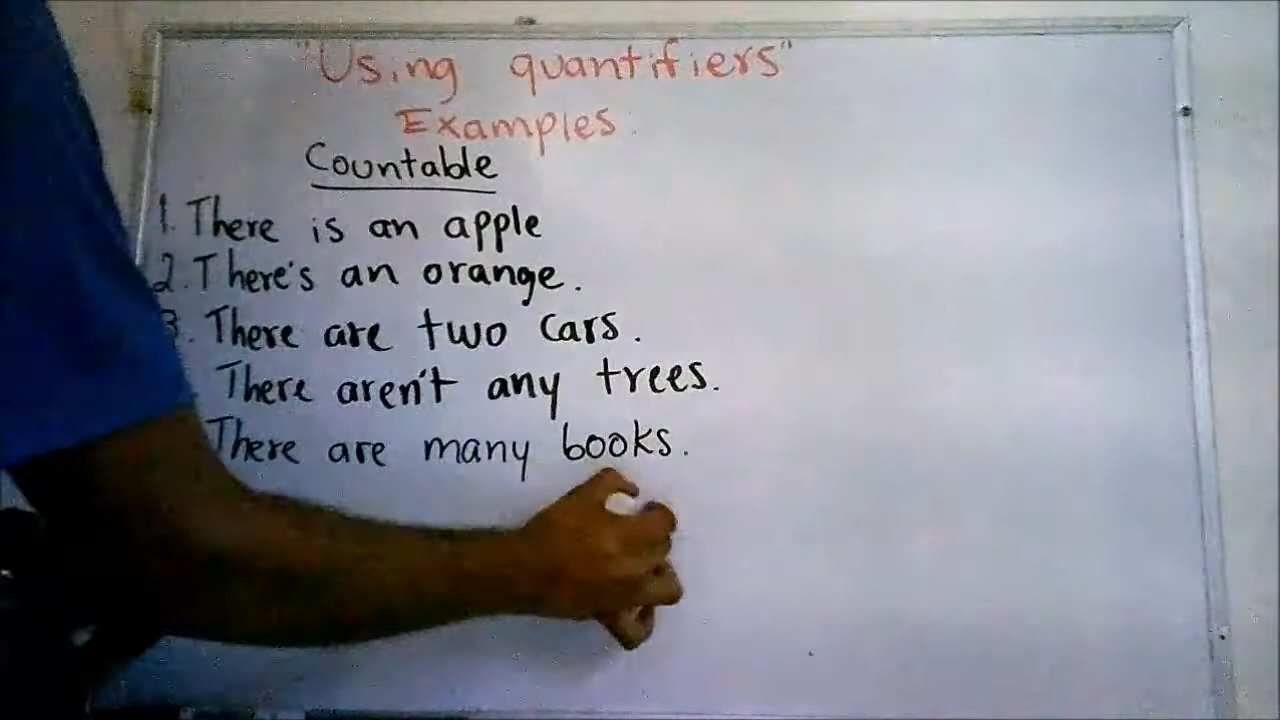 "Using quantifiers"
Examples:
Countable
1. There is an apple
2. There's an orange.
3. There are two cars.
There aren't any trees.
There are many books.